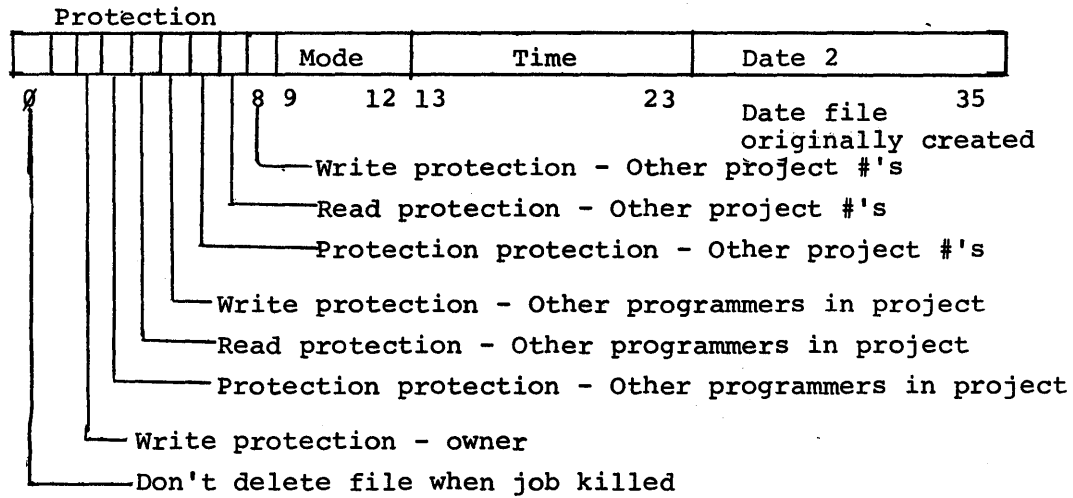 Protection
Mode Time Date 2
Ø 8 9 12 13 23 35
Date file
originally created
Write protection - Other project #'s
Read protection - Other project #'s
Protection protection - Other project #'s
Write protection - Other programmers in project
Read protection - Other programmers in project
Protection protection - Other programmers in project
Write protection - owner
Don't delete file when job killed